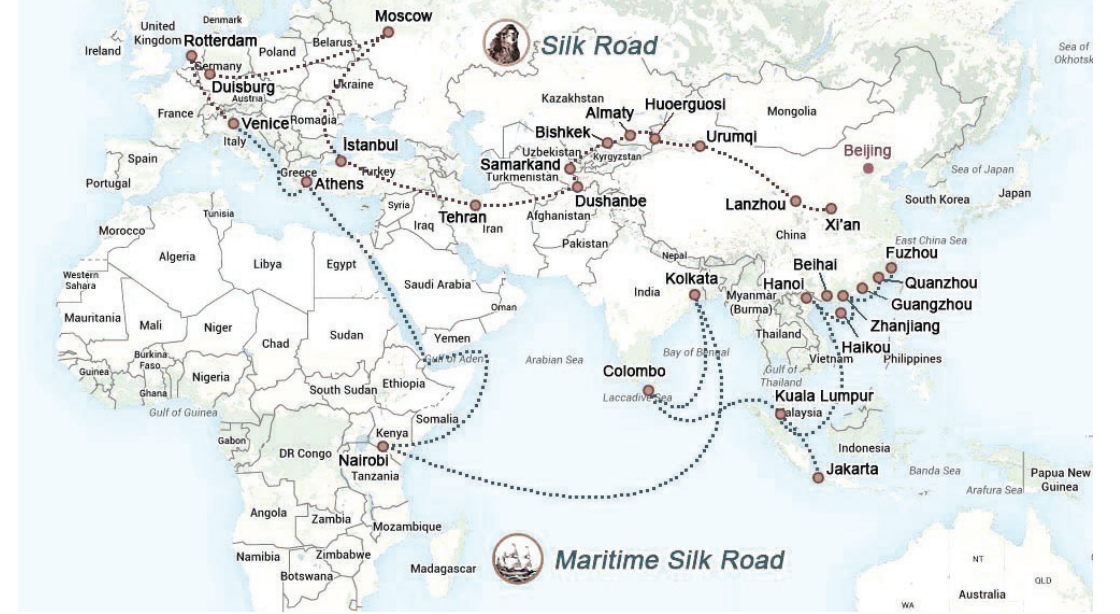 Moscow
Denmark
United
Kingdom
Ireland
Rotterdam
Poland
Belarus
Germany
Duisburg
Austria
Ukraine
France
Romania
Venice
Italy
Spain
Portugal
İstanbul
Greece
Turkey
Athens
Silk Road
Sea of
Okhotsk
Kazakhstan
Almaty
Huoerguosi
Mongolia
Bishkek
Urumqi
Uzbekistan
Kyrgyzstan
Samarkand
Turkmenistan
Dushanbe
Beijing
Sea of Japan
Japan
South Korea
Lanzhou
Xi'an
China
East China Sea
Tehran
Iran
Afghanistan
Pakistan
Syria
Iraq
Tunisia
Morocco
Algeria
Libya
Egypt
Western
Sahara
Saudi Arabia
Oman
Yemen
Gulf of Aden
Mauritania
Mali
Niger
Chad
Sudan
Burkina
Faso
Guinea
Ghana
Nigeria
Gulf of Guinea
South Sudan
Ethiopia
Somalia
Kenya
Gabon
DR Congo
Nairobi
Tanzania
Angola
Zambia
Mozambique
Namibia
Zimbabwe
Botswana
Madagascar
Nepal
India
Kolkata
Myanmar
(Burma)
Hanoi
Beihai
Fuzhou
Quanzhou
Guangzhou
Zhanjiang
Haikou
Thailand
Vietnam
Philippines
Arabian Sea
Bay of Bengal
Gulf of
Thailand
Colombo
Laccadive Sea
Kuala Lumpur
Malaysia
Indonesia
Jakarta
Banda Sea
Arafura Sea
Papua New
Guinea
Maritime Silk Road
NT
QLD
Australia
WA